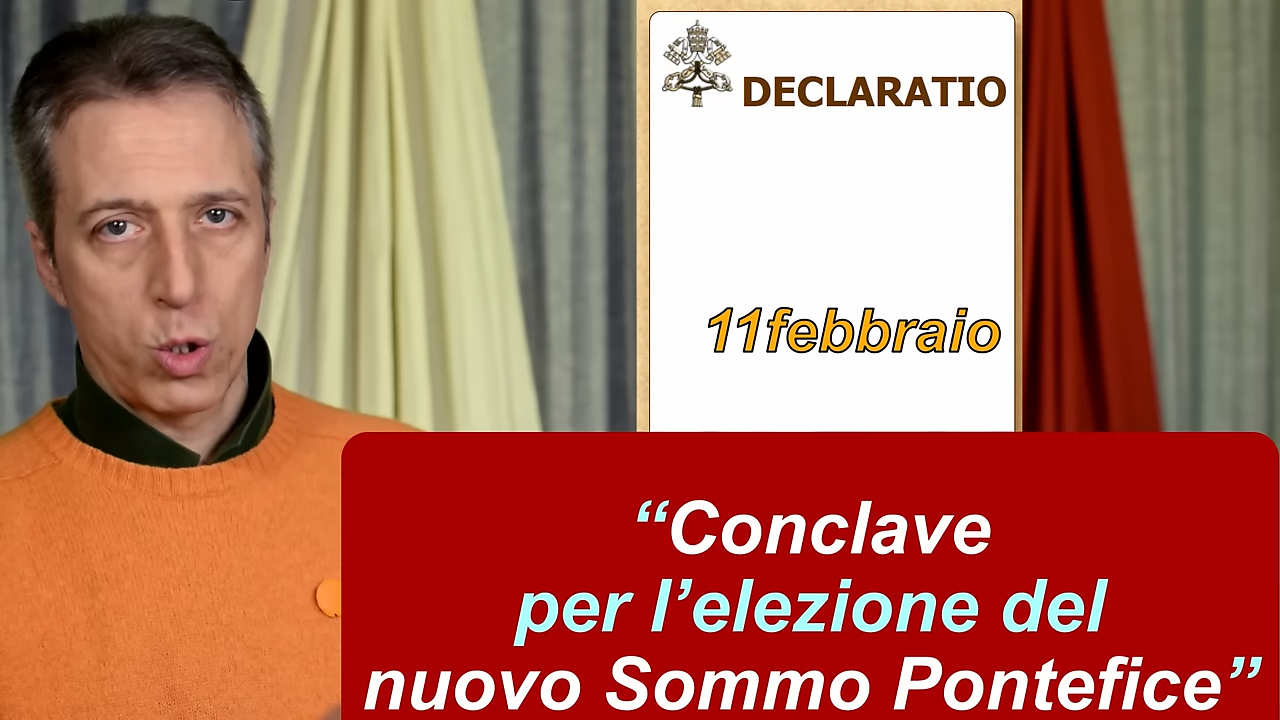 DECLARATIO
11febbraio
“Conclave
per l’elezione del
nuovo Sommo Pontefice”